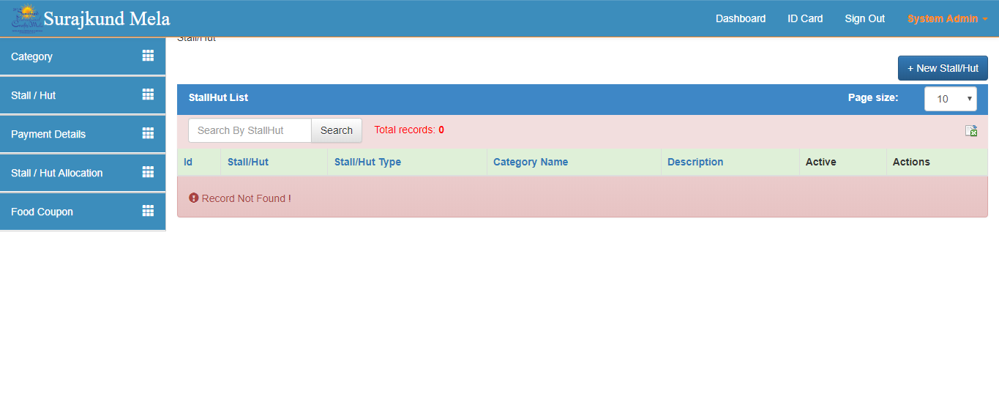 Surajkund Mela
Dashboard
ID Card
Sign Out
System Admin
Category
Stall / Hut
Payment Details
Stall / Hut Allocation
Food Coupon
Stall/Hut
+ New Stall/Hut
StallHut List
Page size:
10
Search By StallHut
Search
Total records: 0
Id
Stall/Hut
Stall/Hut Type
Category Name
Description
Active
Actions
Record Not Found !